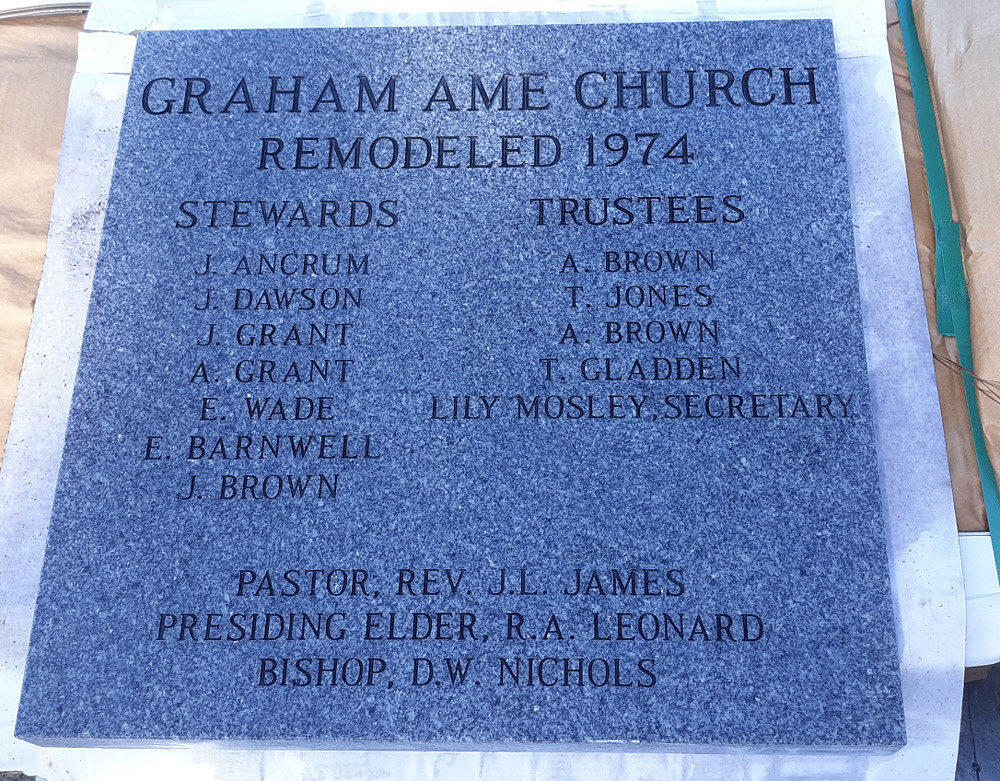 GRAHAM AME CHURCH
REMODELED 1974
STEWARDS
J. ANCRUM
J. DAWSON
J. GRANT
A. GRANT
E. WADE
E. BARNWELL
J. BROWN
TRUSTEES
A. BROWN
T. JONES
A. BROWN
T. GLADDEN
LILY MOSLEY, SECRETARY
PASTOR, REV. J.L. JAMES
PRESIDING ELDER, R.A. LEONARD
BISHOP, D.W. NICHOLS